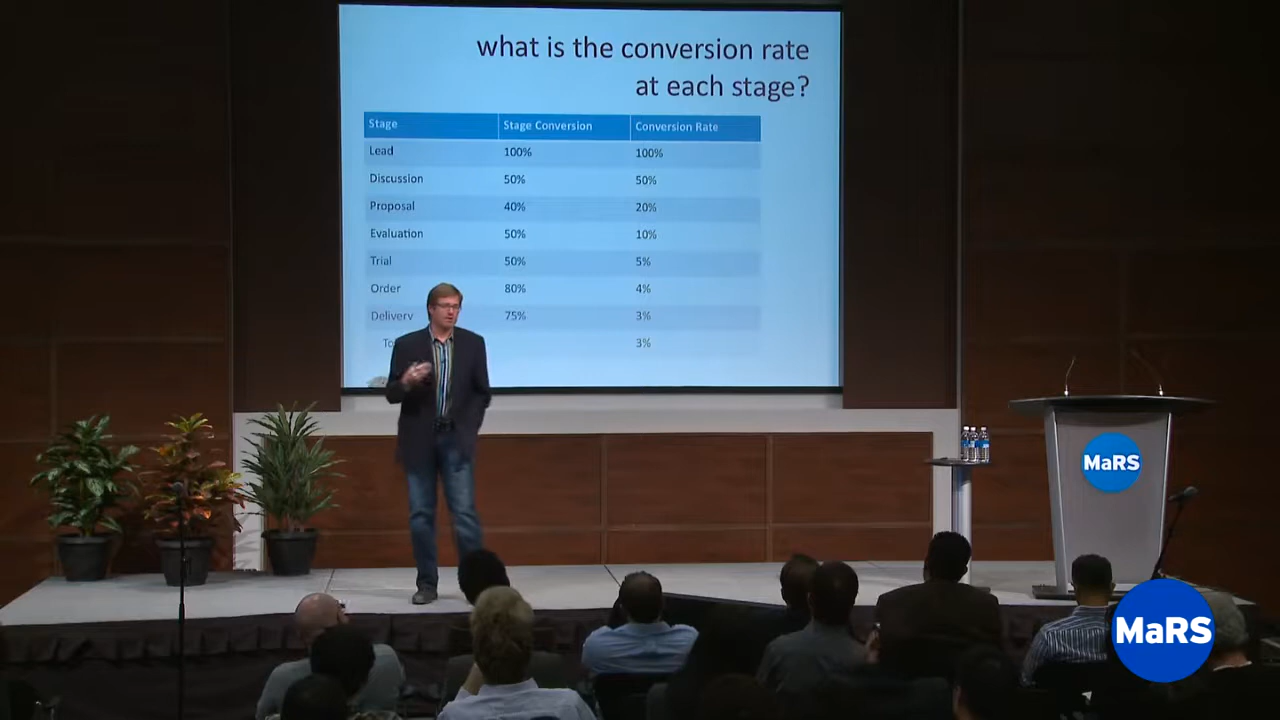 what is the conversion rate
at each stage?
Stage Stage Conversion Conversion Rate
Lead 100% 100%
Discussion 50% 50%
Proposal 40% 20%
Evaluation 50% 10%
Trial 50% 5%
Order 80% 4%
Delivery 75% 3%
3%
MaRS
MaRS